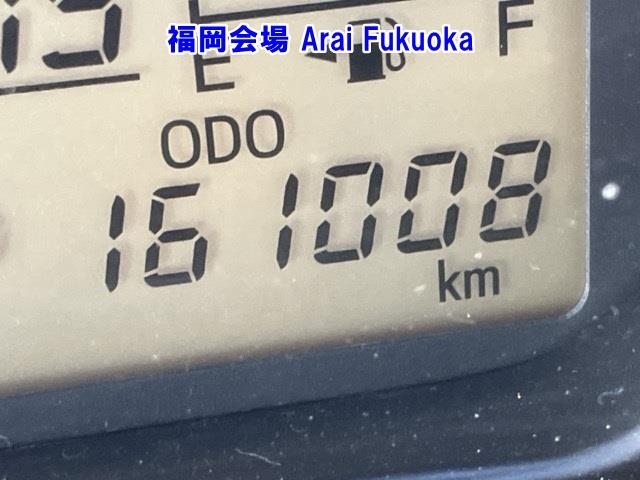 福岡会場 Arai Fukuoka
E F
ODO
161008
km